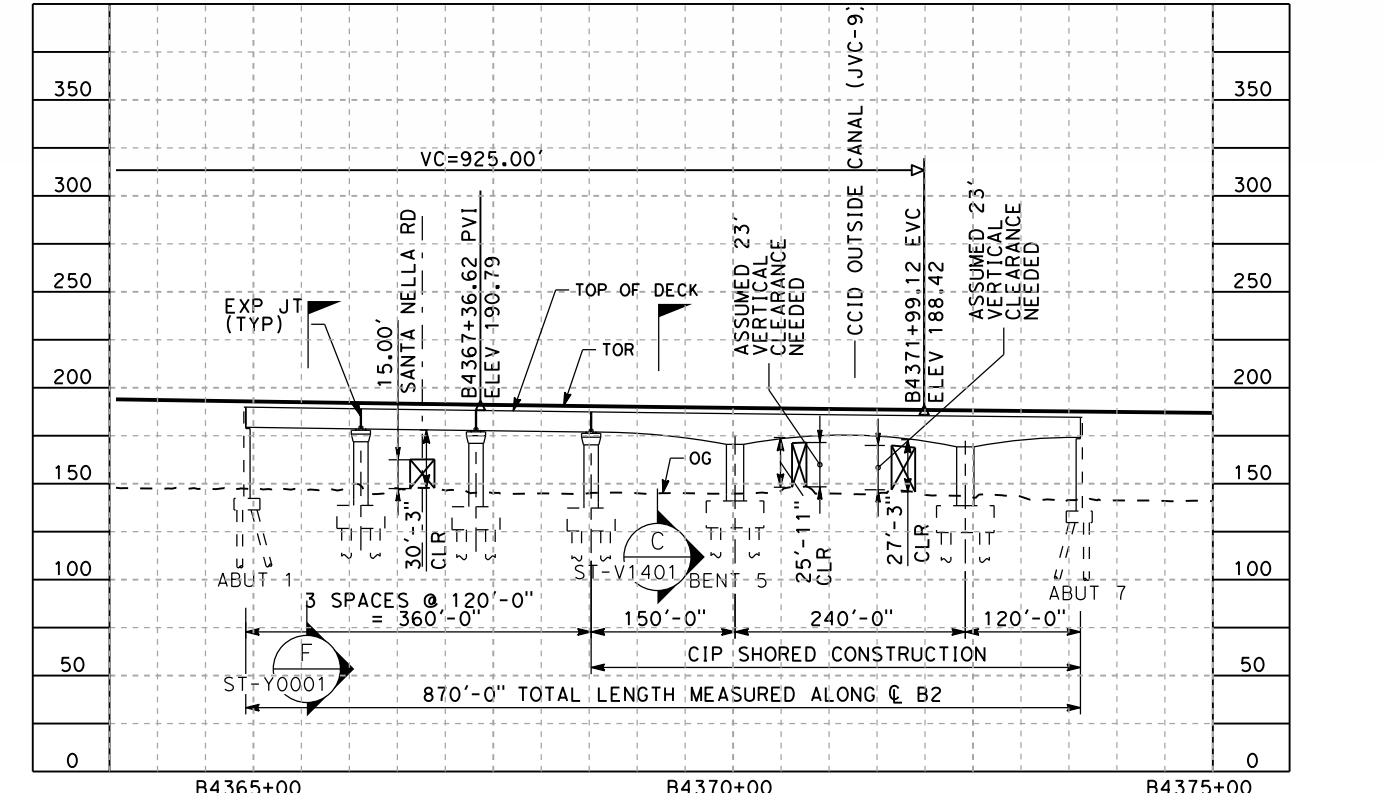 350
300
250
200
150
100
50
0
350
300
250
200
150
100
50
0
VC=925.00'
EXP JT
(TYP)
15.00'
SANTA NELLA RD
B4367+36.62 PVI
ELEV 190.79
TOP OF DECK
TOR
ASSUMED 23'
VERTICAL
CLEARANCE
NEEDED
CCID OUTSIDE CANAL (JVC-9)
B4371+99.12 EVC
ELEV 188.42
ASSUMED 23'
VERTICAL
CLEARANCE
NEEDED
OG
30'-3"
CLR
25'-11"
CLR
27'-3"
CLR
C
ST-V1401
ABUT 1
BENT 5
ABUT 7
3 SPACES @ 120'-0"
= 360'-0"
150'-0"
240'-0"
120'-0"
F
ST-Y0001
CIP SHORED CONSTRUCTION
870'-0" TOTAL LENGTH MEASURED ALONG ℄ B2
B4365+00
B4370+00
B4375+00